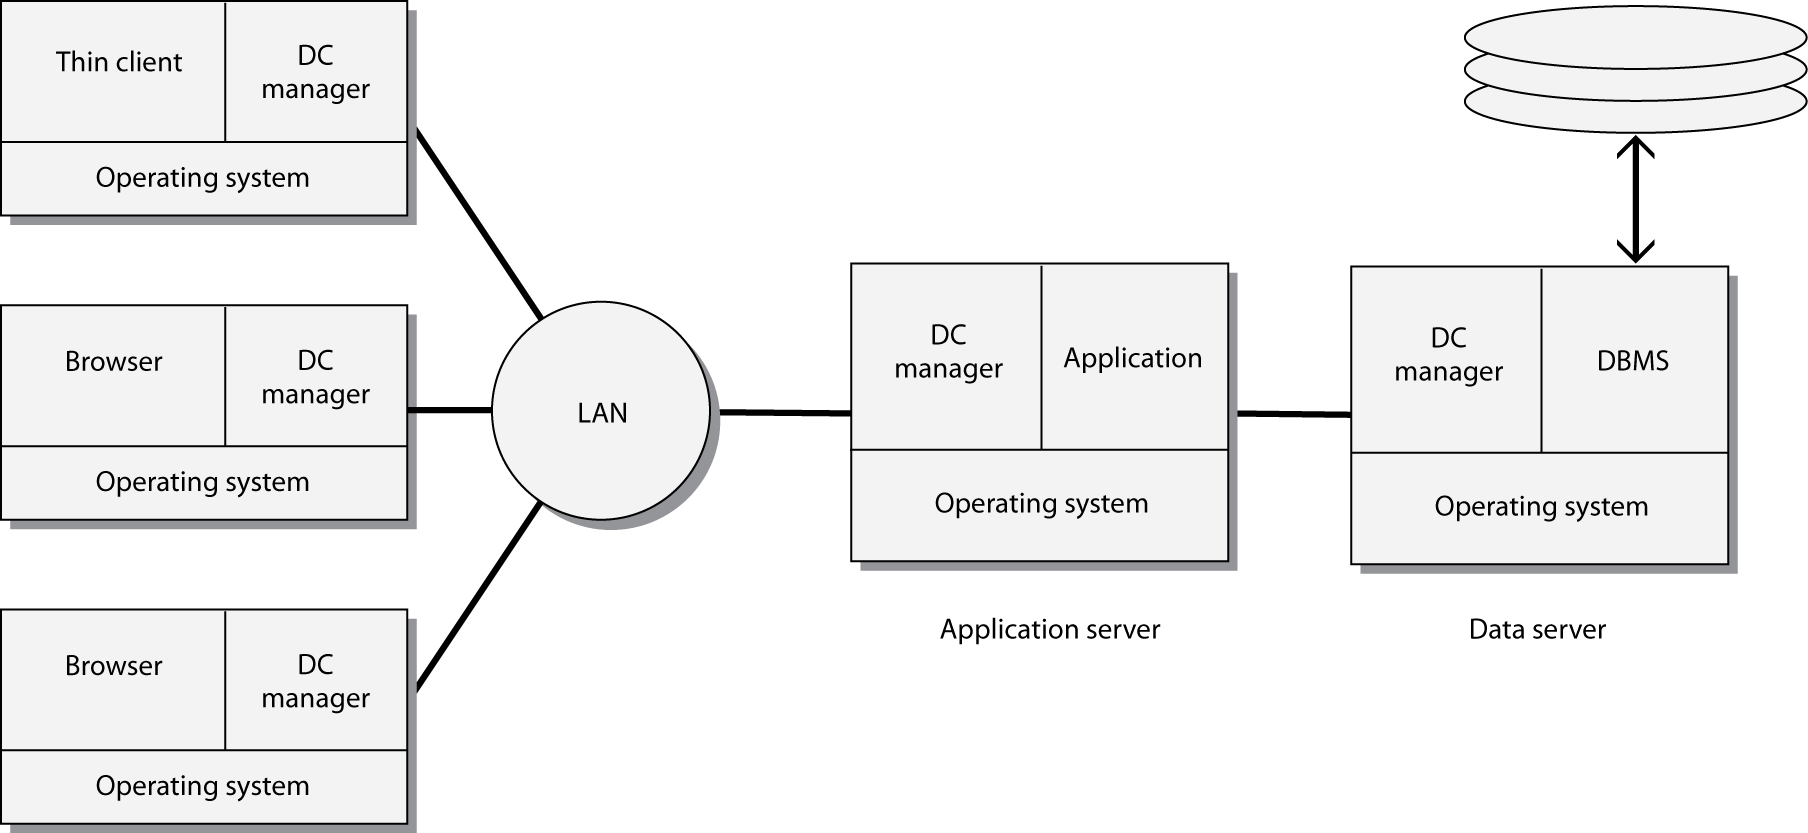 Thin client
DC
manager
Operating system
Browser
DC
manager
Operating system
Browser
DC
manager
Operating system
LAN
DC
manager
Application
Operating system
Application server
DC
manager
DBMS
Operating system
Data server